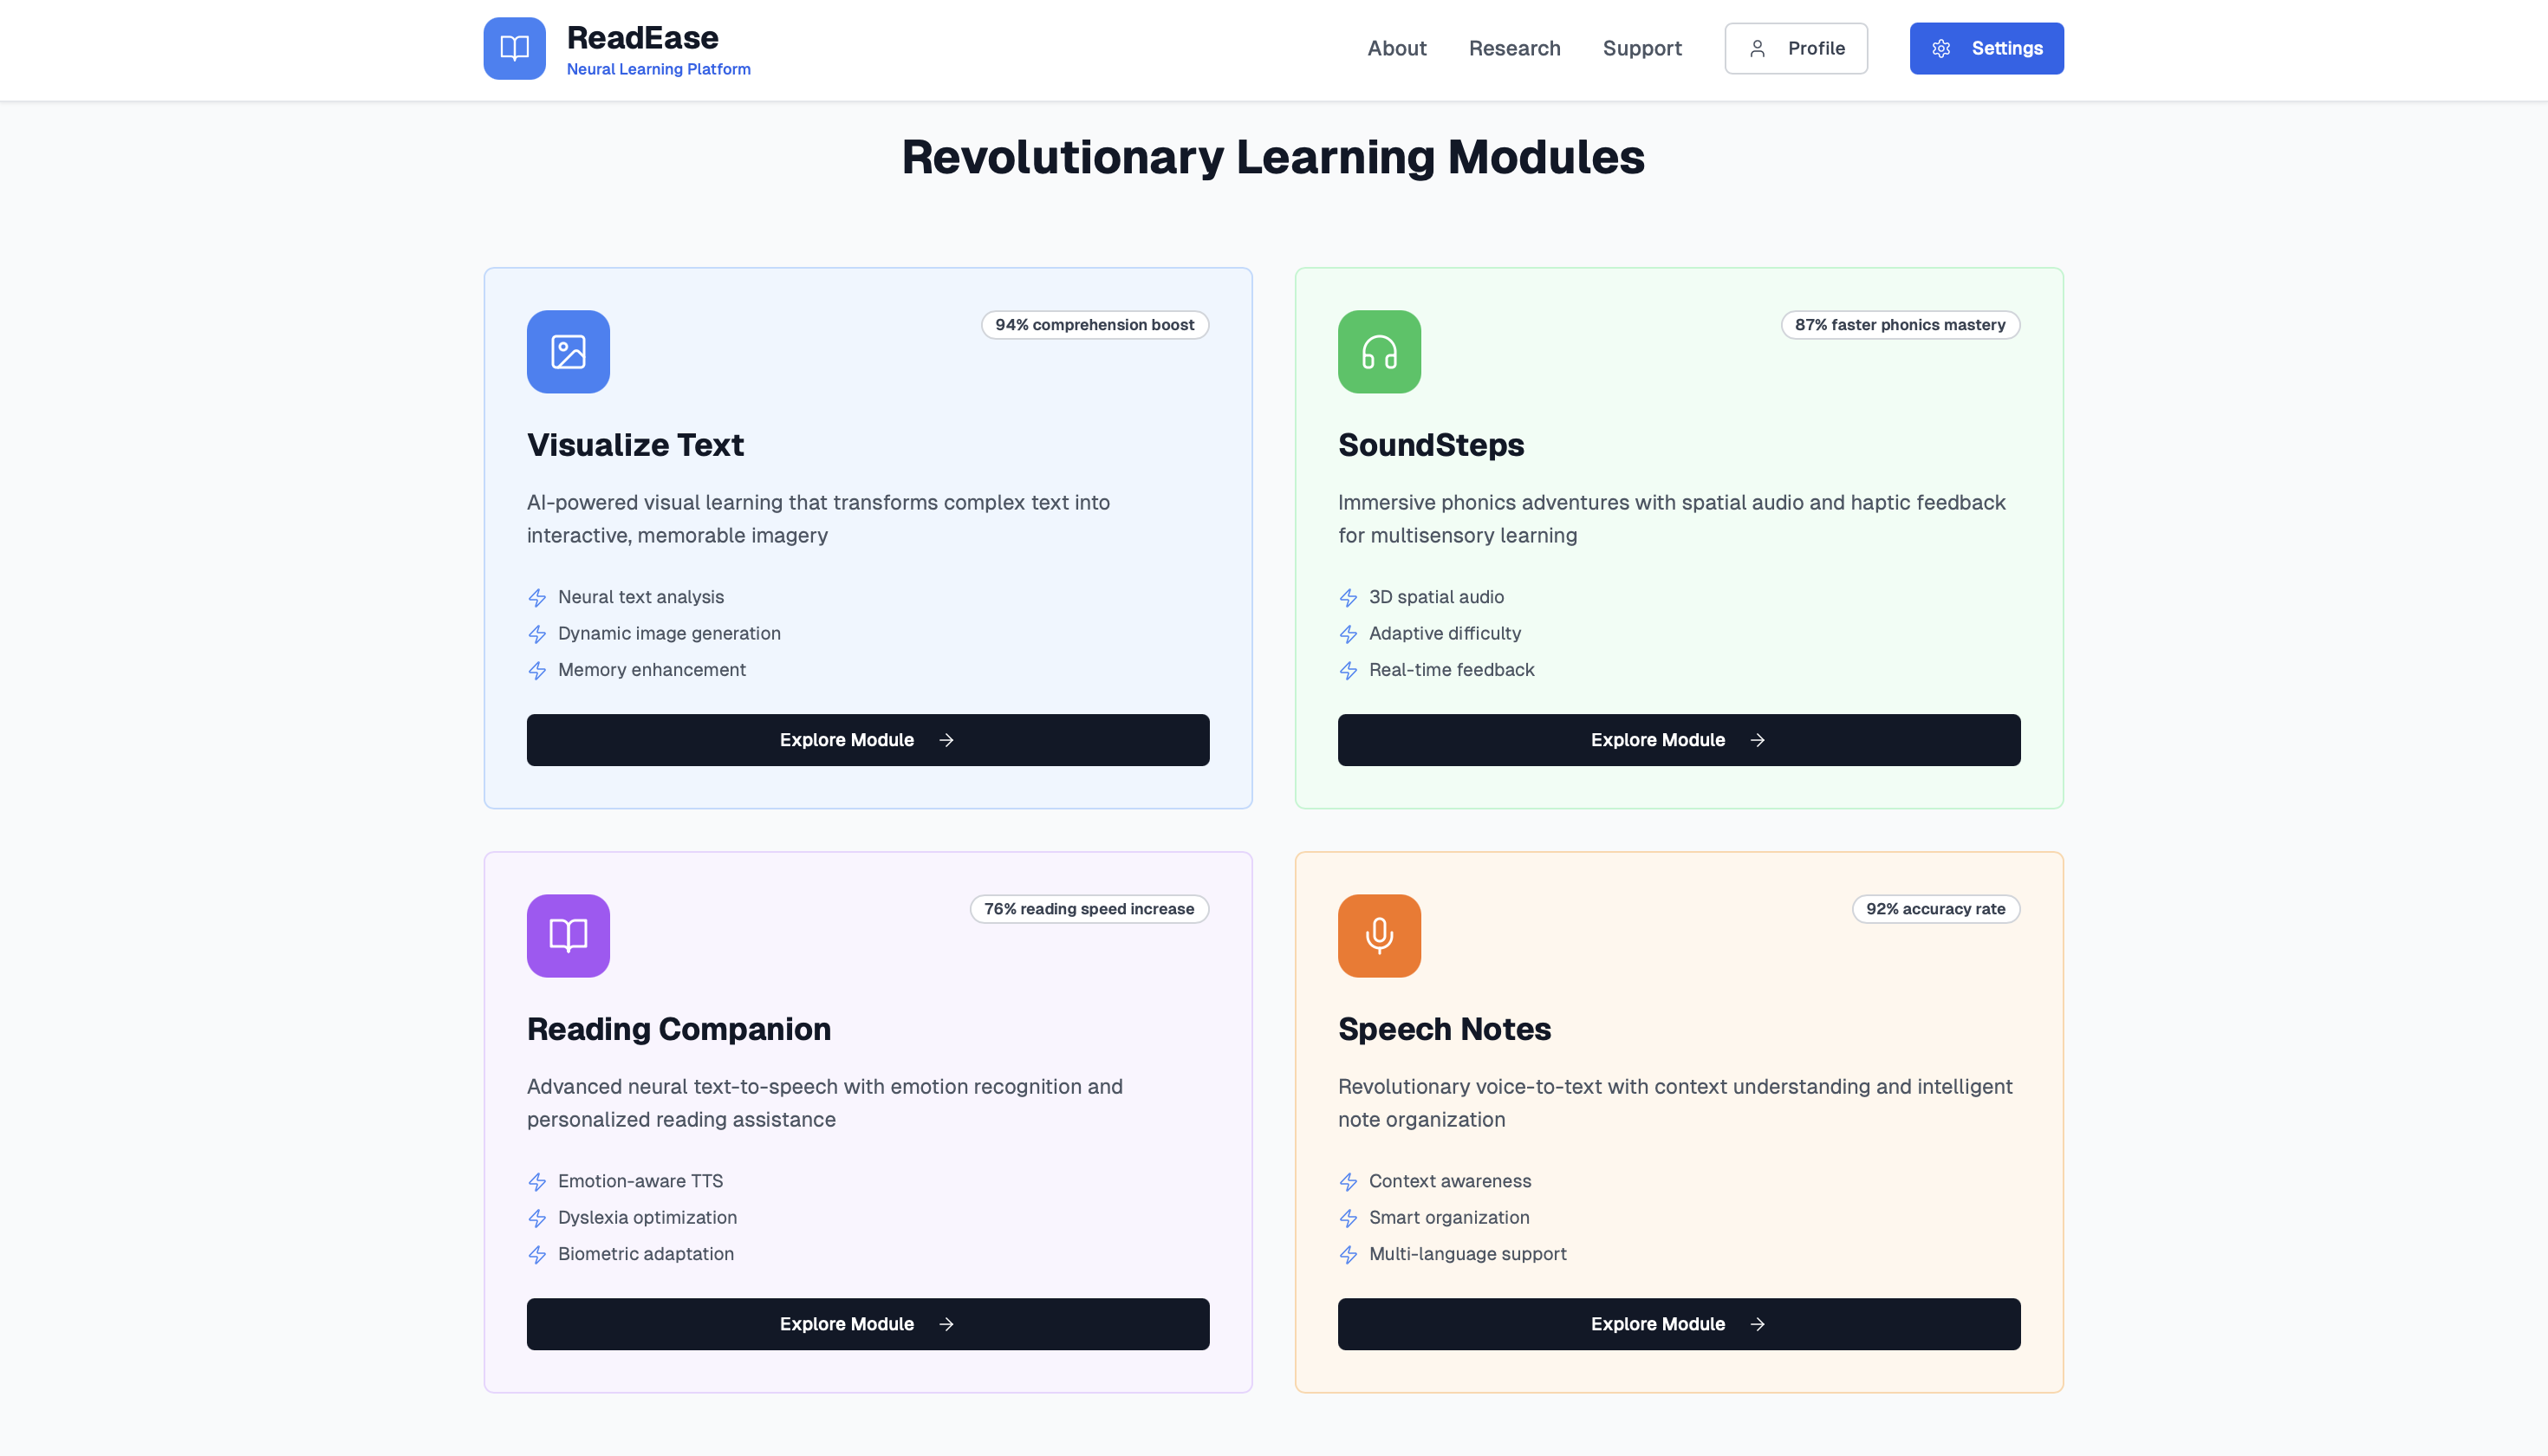 ReadEase
Neural Learning Platform
About
Research
Support
Profile
Settings
Revolutionary Learning Modules
94% comprehension boost
Visualize Text
AI-powered visual learning that transforms complex text into
interactive, memorable imagery
Neural text analysis
Dynamic image generation
Memory enhancement
Explore Module
87% faster phonics mastery
SoundSteps
Immersive phonics adventures with spatial audio and haptic feedback
for multisensory learning
3D spatial audio
Adaptive difficulty
Real-time feedback
Explore Module
76% reading speed increase
Reading Companion
Advanced neural text-to-speech with emotion recognition and
personalized reading assistance
Emotion-aware TTS
Dyslexia optimization
Biometric adaptation
Explore Module
92% accuracy rate
Speech Notes
Revolutionary voice-to-text with context understanding and intelligent
note organization
Context awareness
Smart organization
Multi-language support
Explore Module